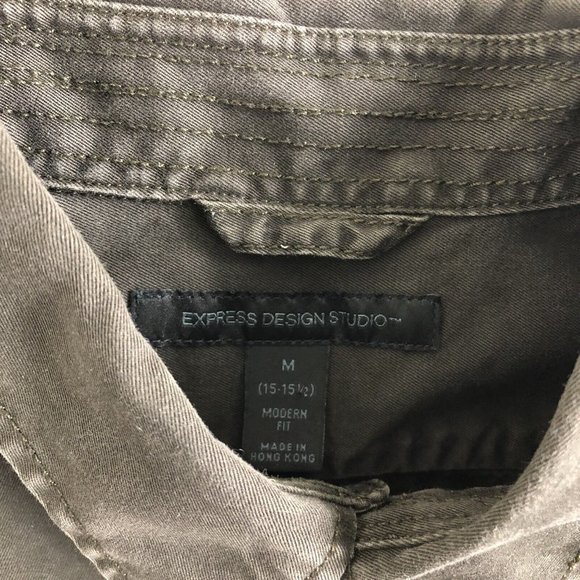 EXPRESS DESIGN STUDIO™
M
(15-15½)
MODERN
FIT
MADE IN
HONG KONG